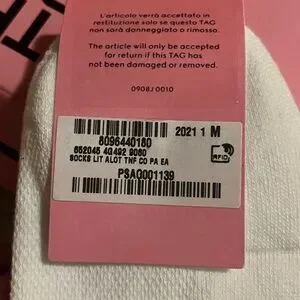 L'articolo verrà accettato in
restituzione solo se questo TAG
non sarà danneggiato o rimosso.
The article will only be accepted
for return if this TAG has
not been damaged or removed.
0908J 0010
2021 1 M
5096440180
652045 4G492 9060
SOCKS LIT ALOT TNF CO PA EA
RFID
PSAG001139